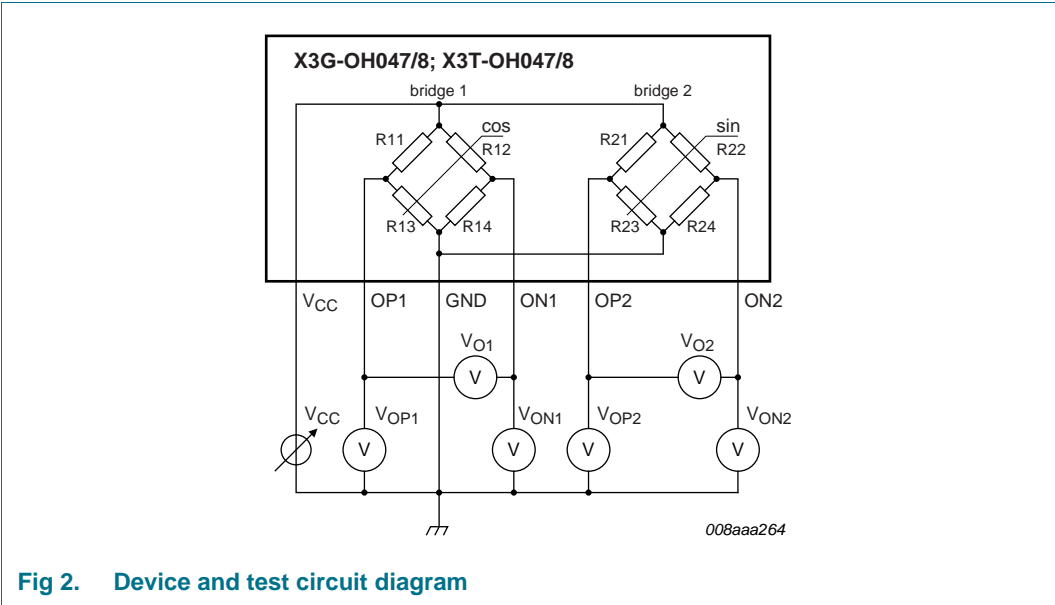 X3G-OH047/8; X3T-OH047/8
bridge 1
bridge 2
R11
cos
R12
R21
sin
R22
R13
R14
R23
R24
VCC
OP1
GND
ON1
OP2
ON2
VO1
V
VO2
V
VCC
VOP1
V
VON1
V
VOP2
V
VON2
V
008aaa264
Fig 2. Device and test circuit diagram